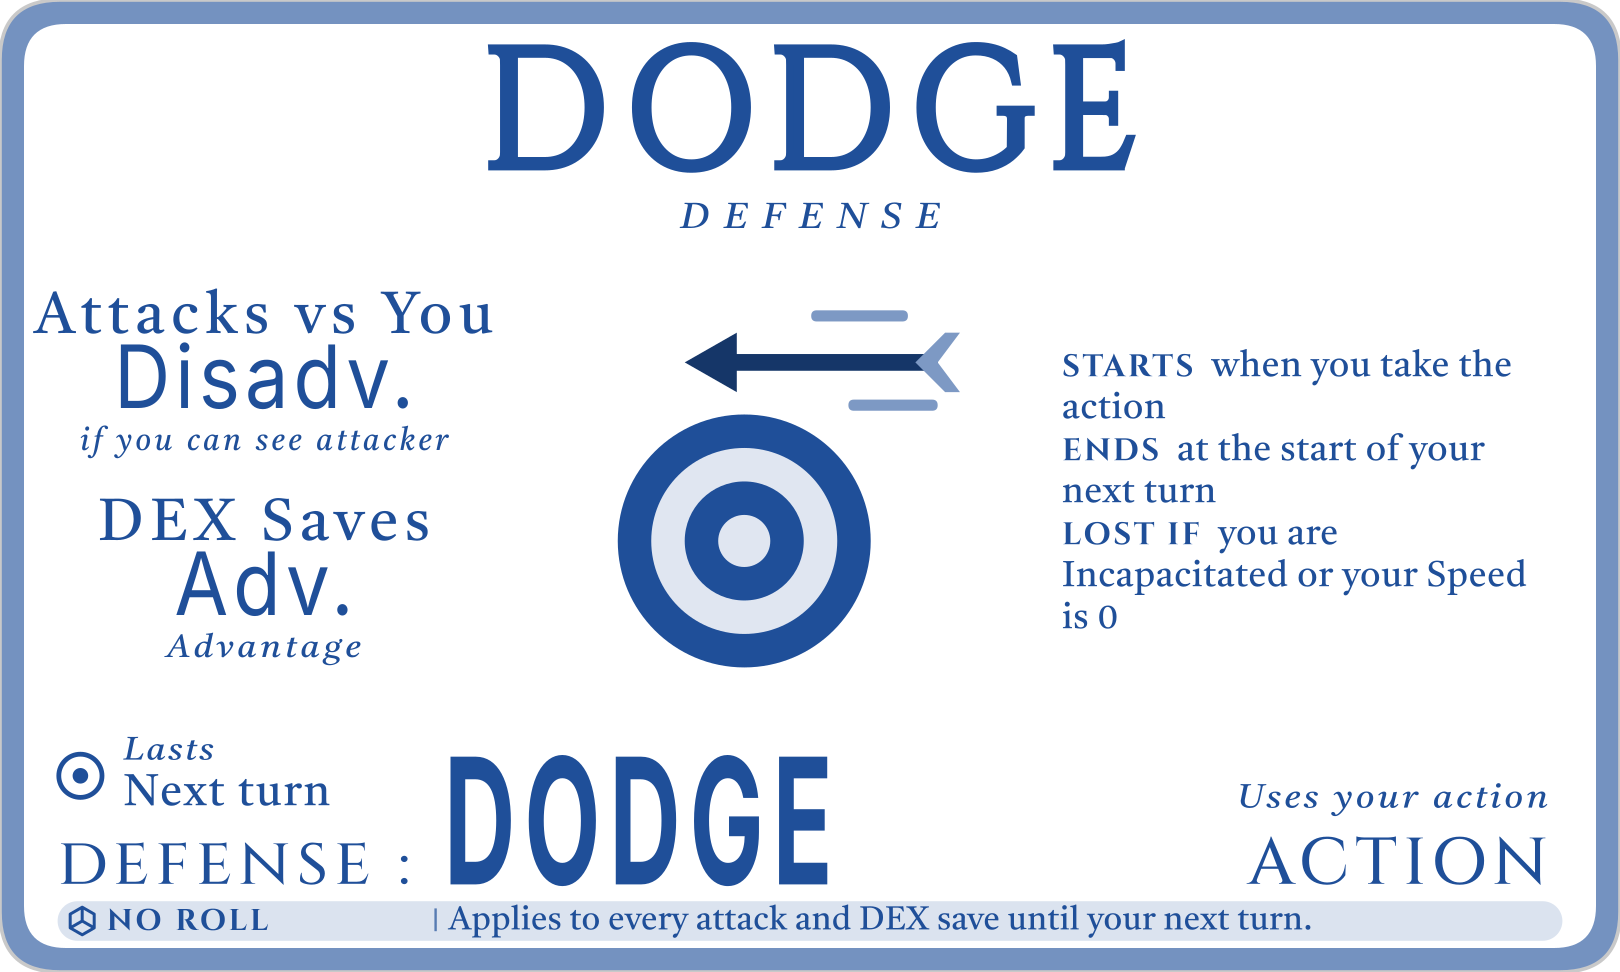 DODGE
DEFENSE
Attacks vs You
Disadv.
if you can see attacker
DEX Saves
Adv.
Advantage
STARTS when you take the
action
ENDS at the start of your
next turn
LOST IF you are
Incapacitated or your Speed
is 0
Lasts
Next turn
DEFENSE : DODGE
Uses your action
ACTION
NO ROLL | Applies to every attack and DEX save until your next turn.